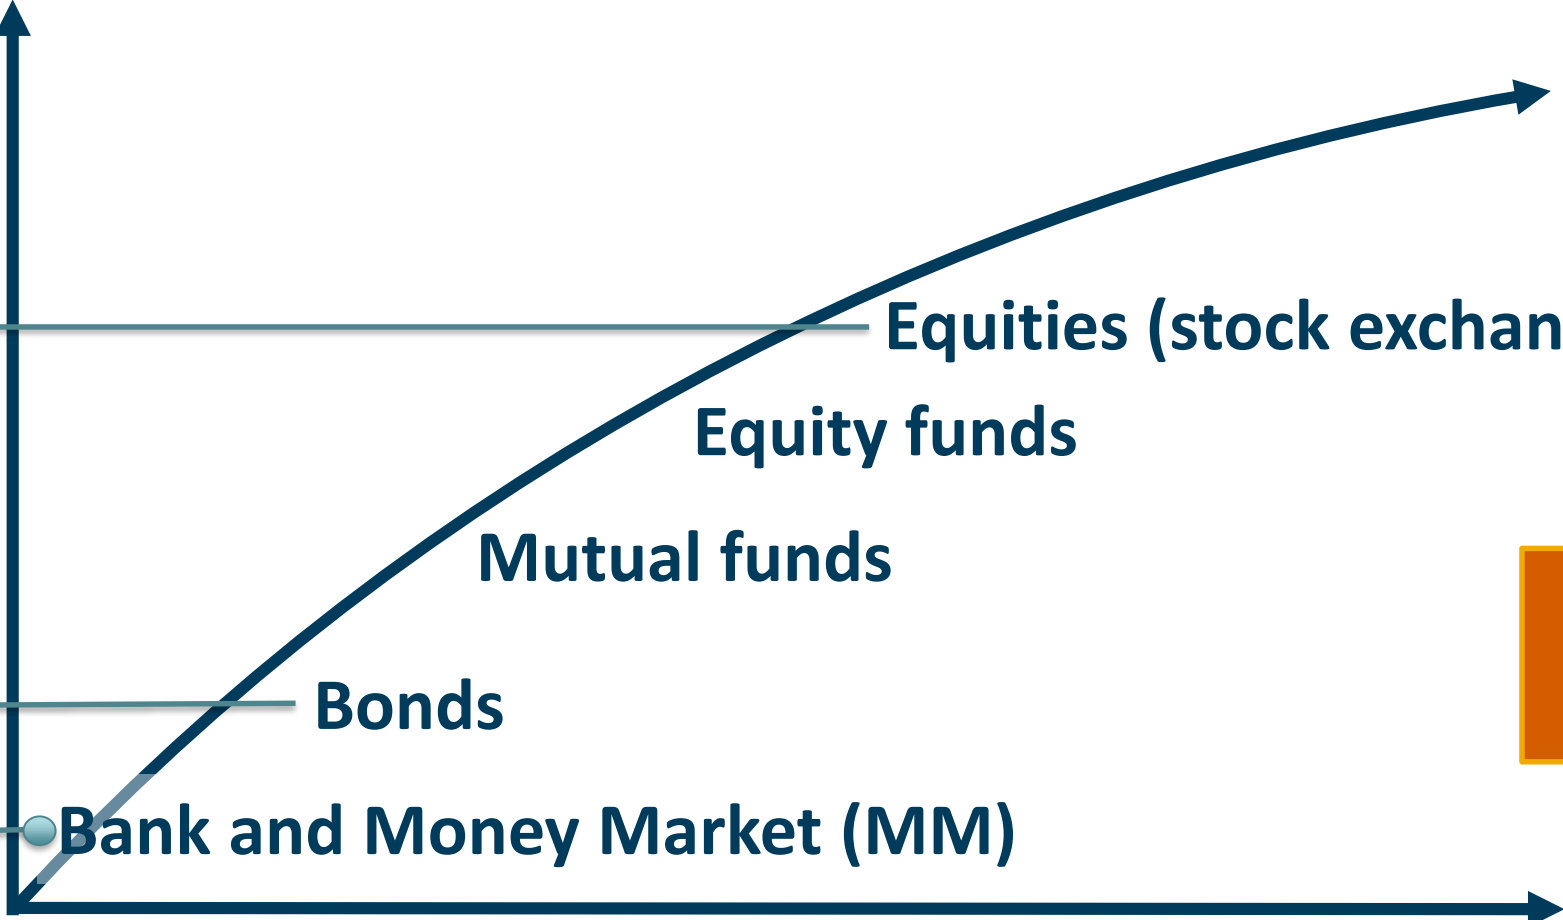 Equities (stock exchan
Equity funds
Mutual funds
Bonds
Bank and Money Market (MM)